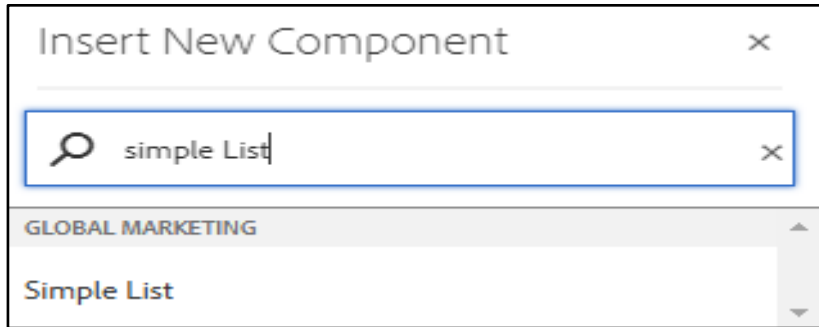 Insert New Component
simple List
GLOBAL MARKETING
Simple List